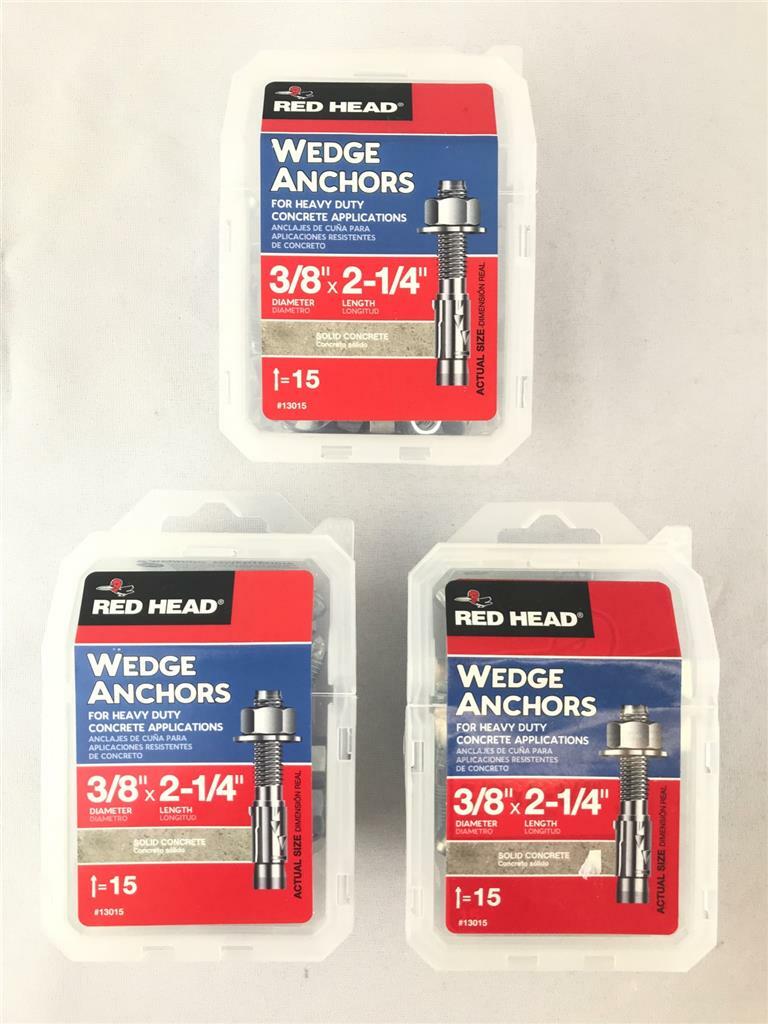 RED HEAD®
WEDGE
ANCHORS
FOR HEAVY DUTY
CONCRETE APPLICATIONS
ANCLAJES DE CUÑA PARA
APLICACIONES RESISTENTES
DE CONCRETO
3/8" x 2-1/4"
DIAMETER LENGTH
DIAMETRO LONGITUD
SOLID CONCRETE
Concreto sólido
ACTUAL SIZE DIMENSIÓN REAL
= 15
#13015
RED HEAD®
WEDGE
ANCHORS
FOR HEAVY DUTY
CONCRETE APPLICATIONS
ANCLAJES DE CUÑA PARA
APLICACIONES RESISTENTES
DE CONCRETO
3/8" x 2-1/4"
DIAMETER LENGTH
DIAMETRO LONGITUD
SOLID CONCRETE
Concreto sólido
ACTUAL SIZE DIMENSIÓN REAL
= 15
#13015
RED HEAD®
WEDGE
ANCHORS
FOR HEAVY DUTY
CONCRETE APPLICATIONS
ANCLAJES DE CUÑA PARA
APLICACIONES RESISTENTES
DE CONCRETO
3/8" x 2-1/4"
DIAMETER LENGTH
DIAMETRO LONGITUD
SOLID CONCRETE
Concreto sólido
ACTUAL SIZE DIMENSIÓN REAL
= 15
#13015